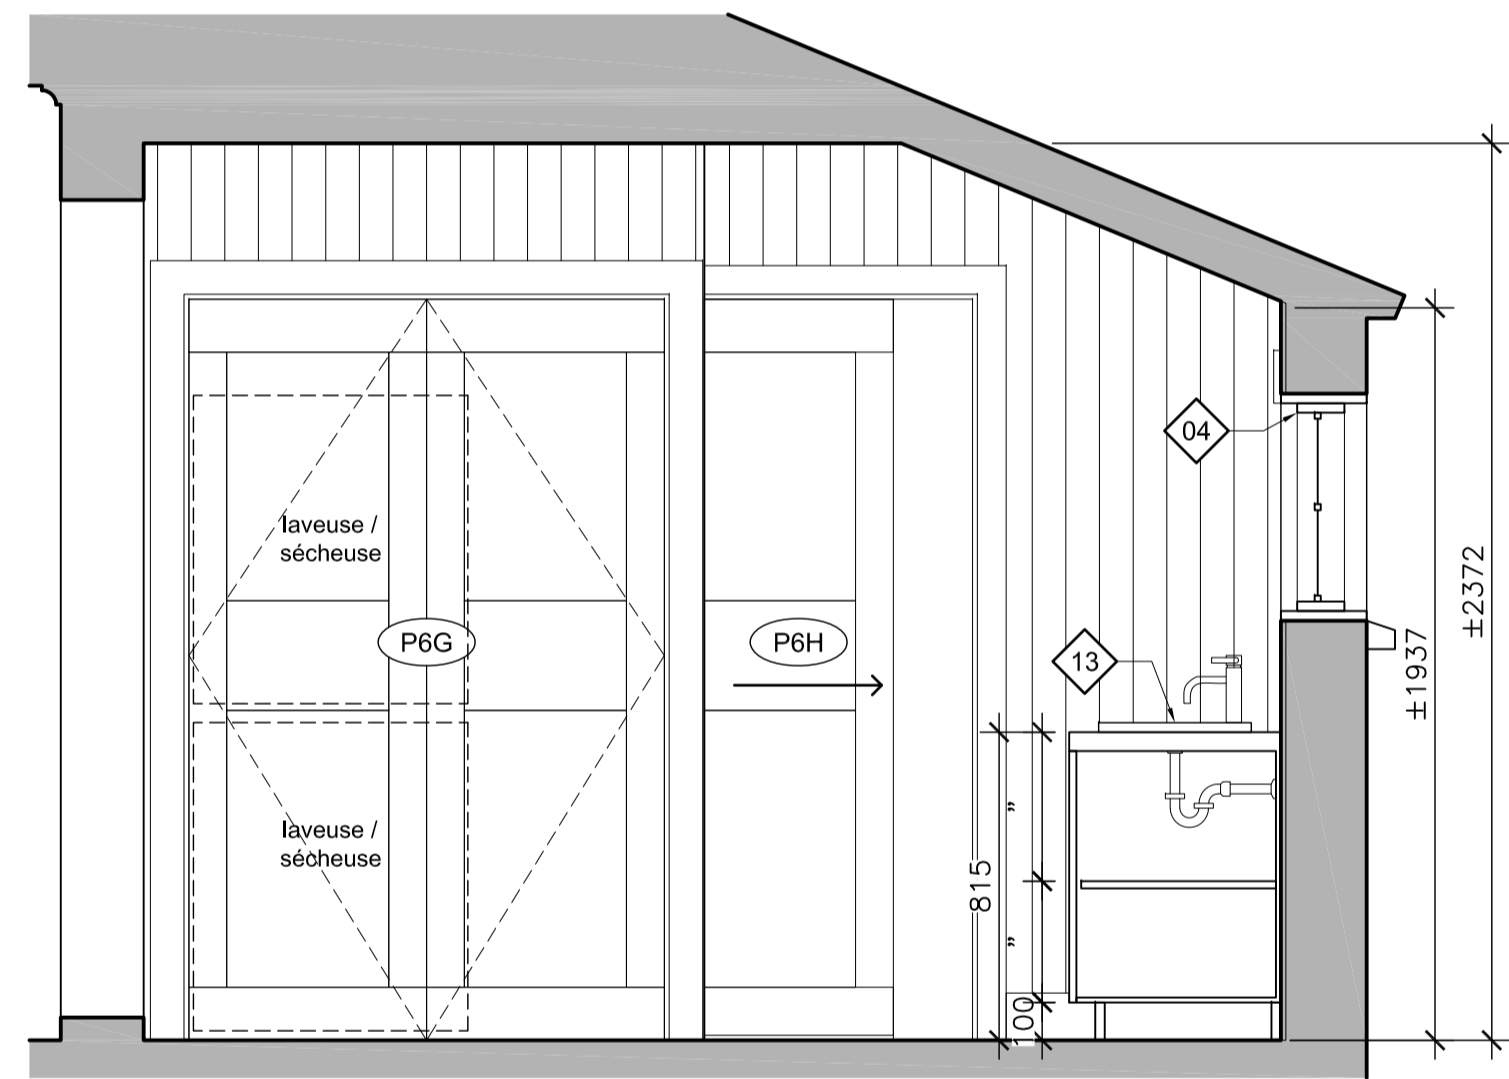 04
laveuse /
sécheuse
P6G
P6H
13
±2372
±1937
"
laveuse /
sécheuse
815
"
100